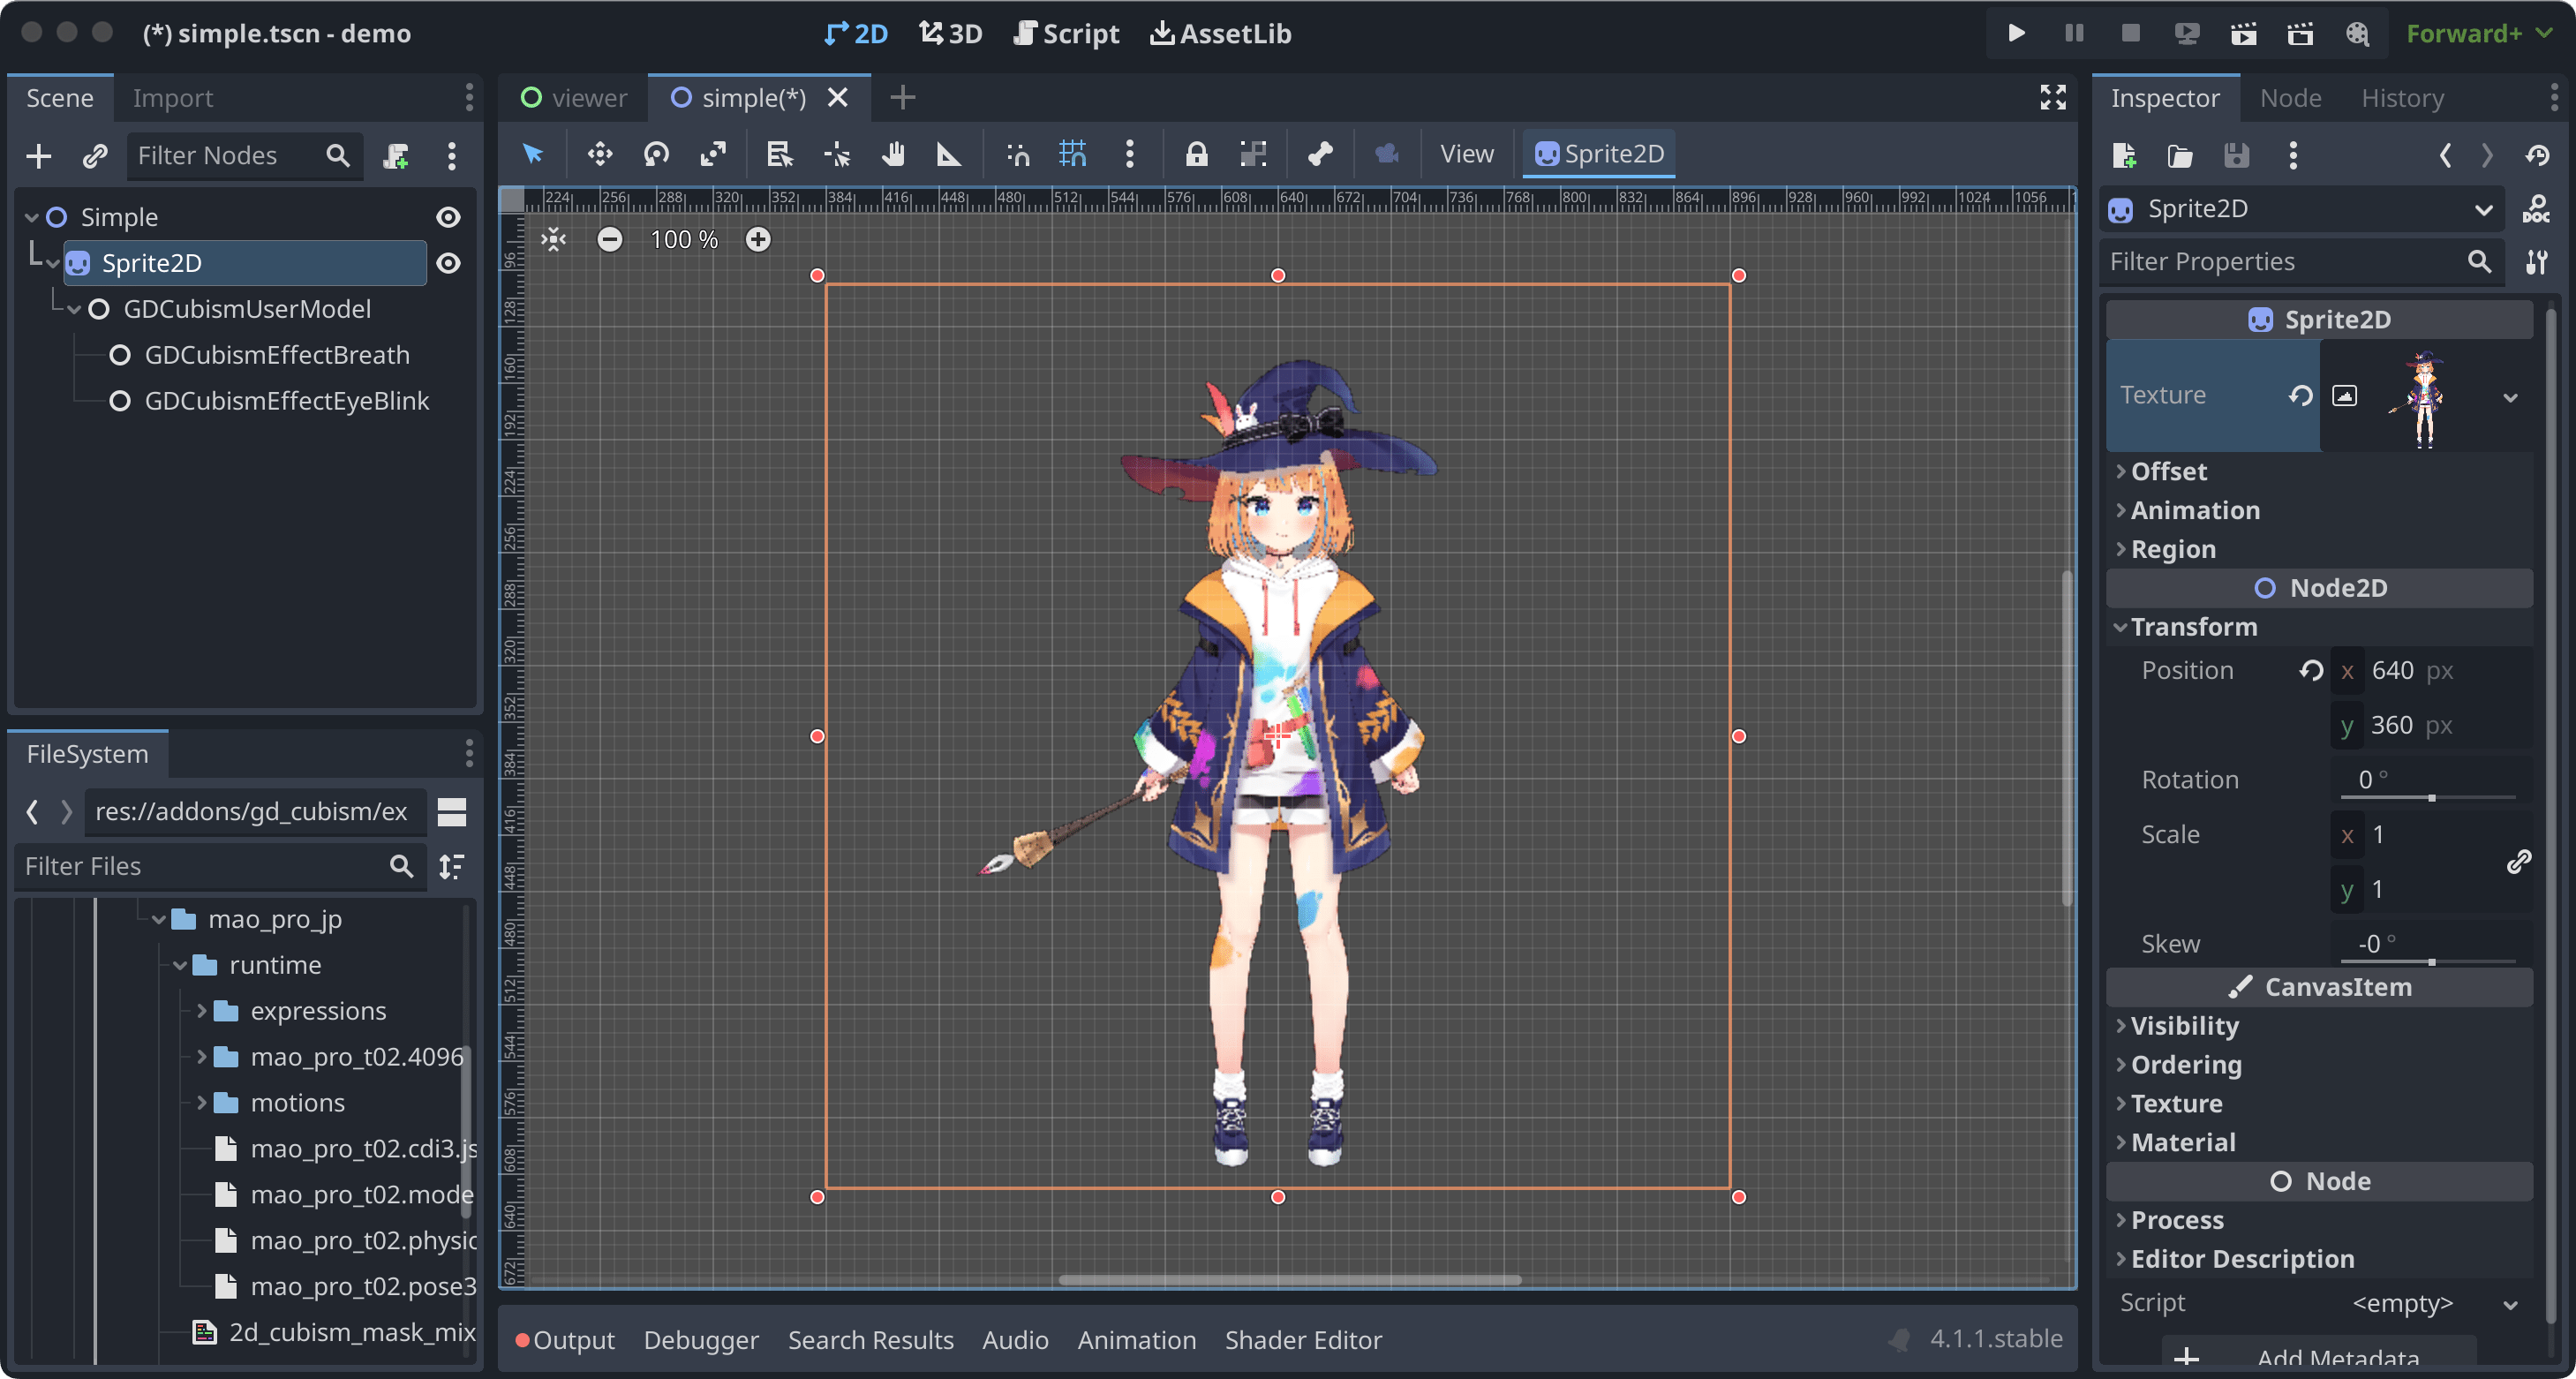 (*) simple.tscn - demo
2D 3D Script AssetLib
Forward+
Scene Import
Filter Nodes
Simple
Sprite2D
GDCubismUserModel
GDCubismEffectBreath
GDCubismEffectEyeBlink
FileSystem
res://addons/gd_cubism/ex
Filter Files
mao_pro_jp
runtime
expressions
mao_pro_t02.4096
motions
mao_pro_t02.cdi3.js
mao_pro_t02.mode
mao_pro_t02.physic
mao_pro_t02.pose3
2d_cubism_mask_mix
viewer simple(*)
View Sprite2D
224 256 288 320 352 384 416 448 480 512 544 576 608 640 672 704 736 768 800 832 864 896 928 960 992 1024 1056
100 %
96
128
160
192
224
256
288
320
352
384
416
448
480
512
544
576
608
640
672
Output Debugger Search Results Audio Animation Shader Editor 4.1.1.stable
Inspector Node History
Sprite2D
DOC
Filter Properties
Sprite2D
Texture
Offset
Animation
Region
Node2D
Transform
Position x 640 px
y 360 px
Rotation 0 °
Scale x 1
y 1
Skew -0 °
CanvasItem
Visibility
Ordering
Texture
Material
Node
Process
Editor Description
Script <empty>
Add Metadata